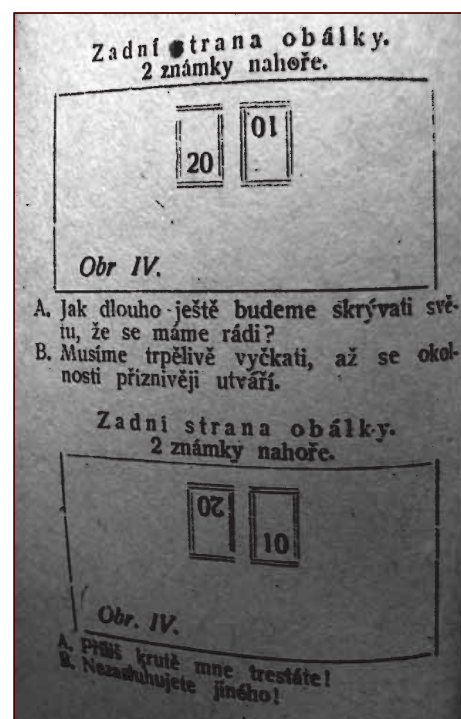 Zadní strana obálky.
2 známky nahoře.
20 10
Obr IV.
A. Jak dlouho ještě budeme skrývati svě-
tu, že se máme rádi?
B. Musíme trpělivě vyčkati, až se okol-
nosti příznivěji utváří.
Zadní strana obálky.
2 známky nahoře.
20 10
Obr. IV.
A. Příliš krutě mne trestáte!
B. Nezasluhujete jiného!